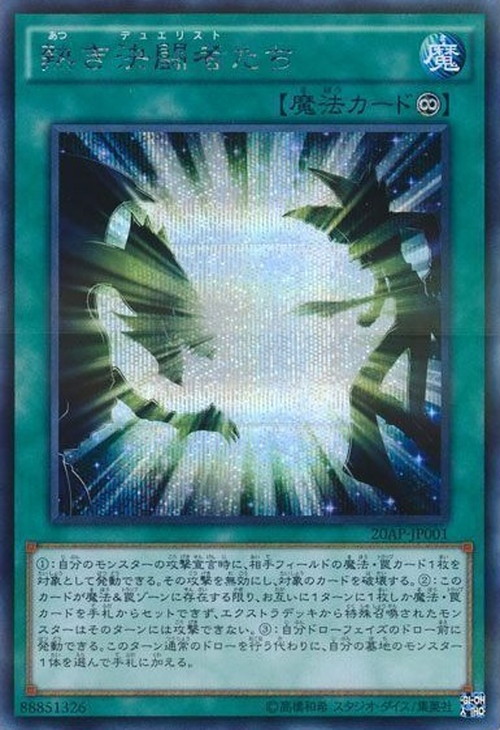 熱き決闘者たち
デュエリスト
【魔法カード】
魔
20AP-JP001
①:自分のモンスターの攻撃宣言時に、相手フィールドの魔法・罠カード1枚を
対象として発動できる。その攻撃を無効にし、対象のカードを破壊する。②:この
カードが魔法&罠ゾーンに存在する限り、お互いに1ターンに1枚しか魔法・罠
カードを手札からセットできず、エクストラデッキから特殊召喚されたモン
スターはそのターンには攻撃できない。③:自分ドローフェイズのドロー前に
発動できる。このターン通常のドローを行う代わりに、自分の墓地のモンスター
1体を選んで手札に加える。
88851326
©高橋和希 スタジオ・ダイス/集英社